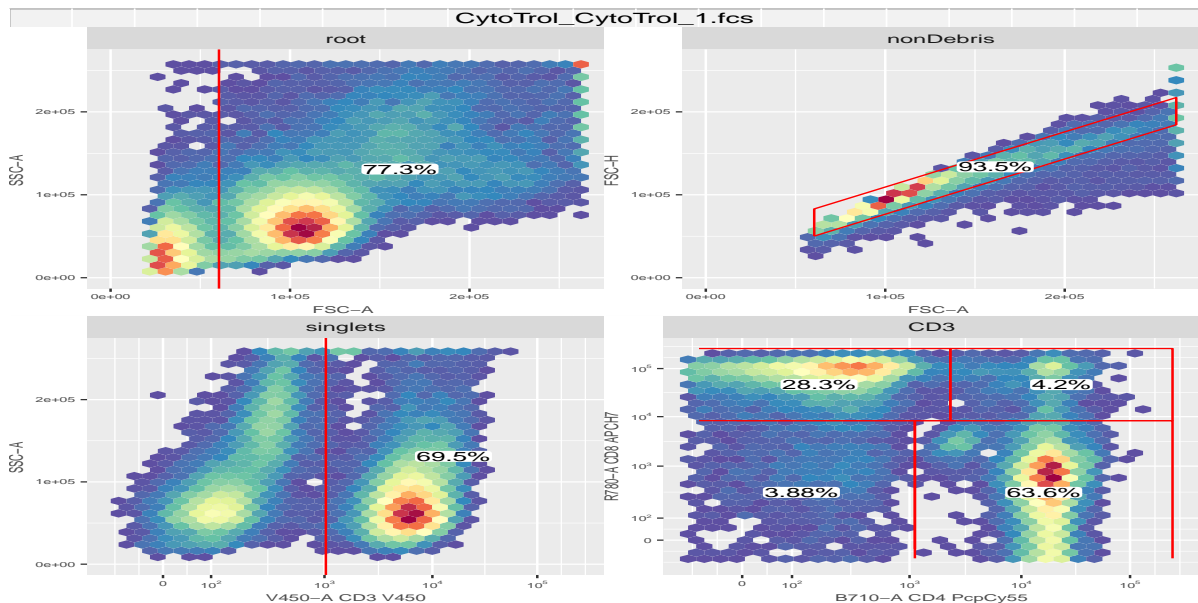 CytoTrol_CytoTrol_1.fcs
root
nonDebris
SSC-A
2e+05
1e+05
0e+00
77.3%
0e+00
1e+05
2e+05
FSC-A
FSC-H
2e+05
1e+05
0e+00
93.5%
0e+00
1e+05
2e+05
FSC-A
singlets
CD3
SSC-A
2e+05
1e+05
0e+00
69.5%
0
10²
10³
10⁴
10⁵
V450-A CD3 V450
R780-A CD8 APCH7
10⁵
10⁴
10³
10²
0
28.3%
4.2%
3.88%
63.6%
0
10²
10³
10⁴
10⁵
B710-A CD4 PcpCy55